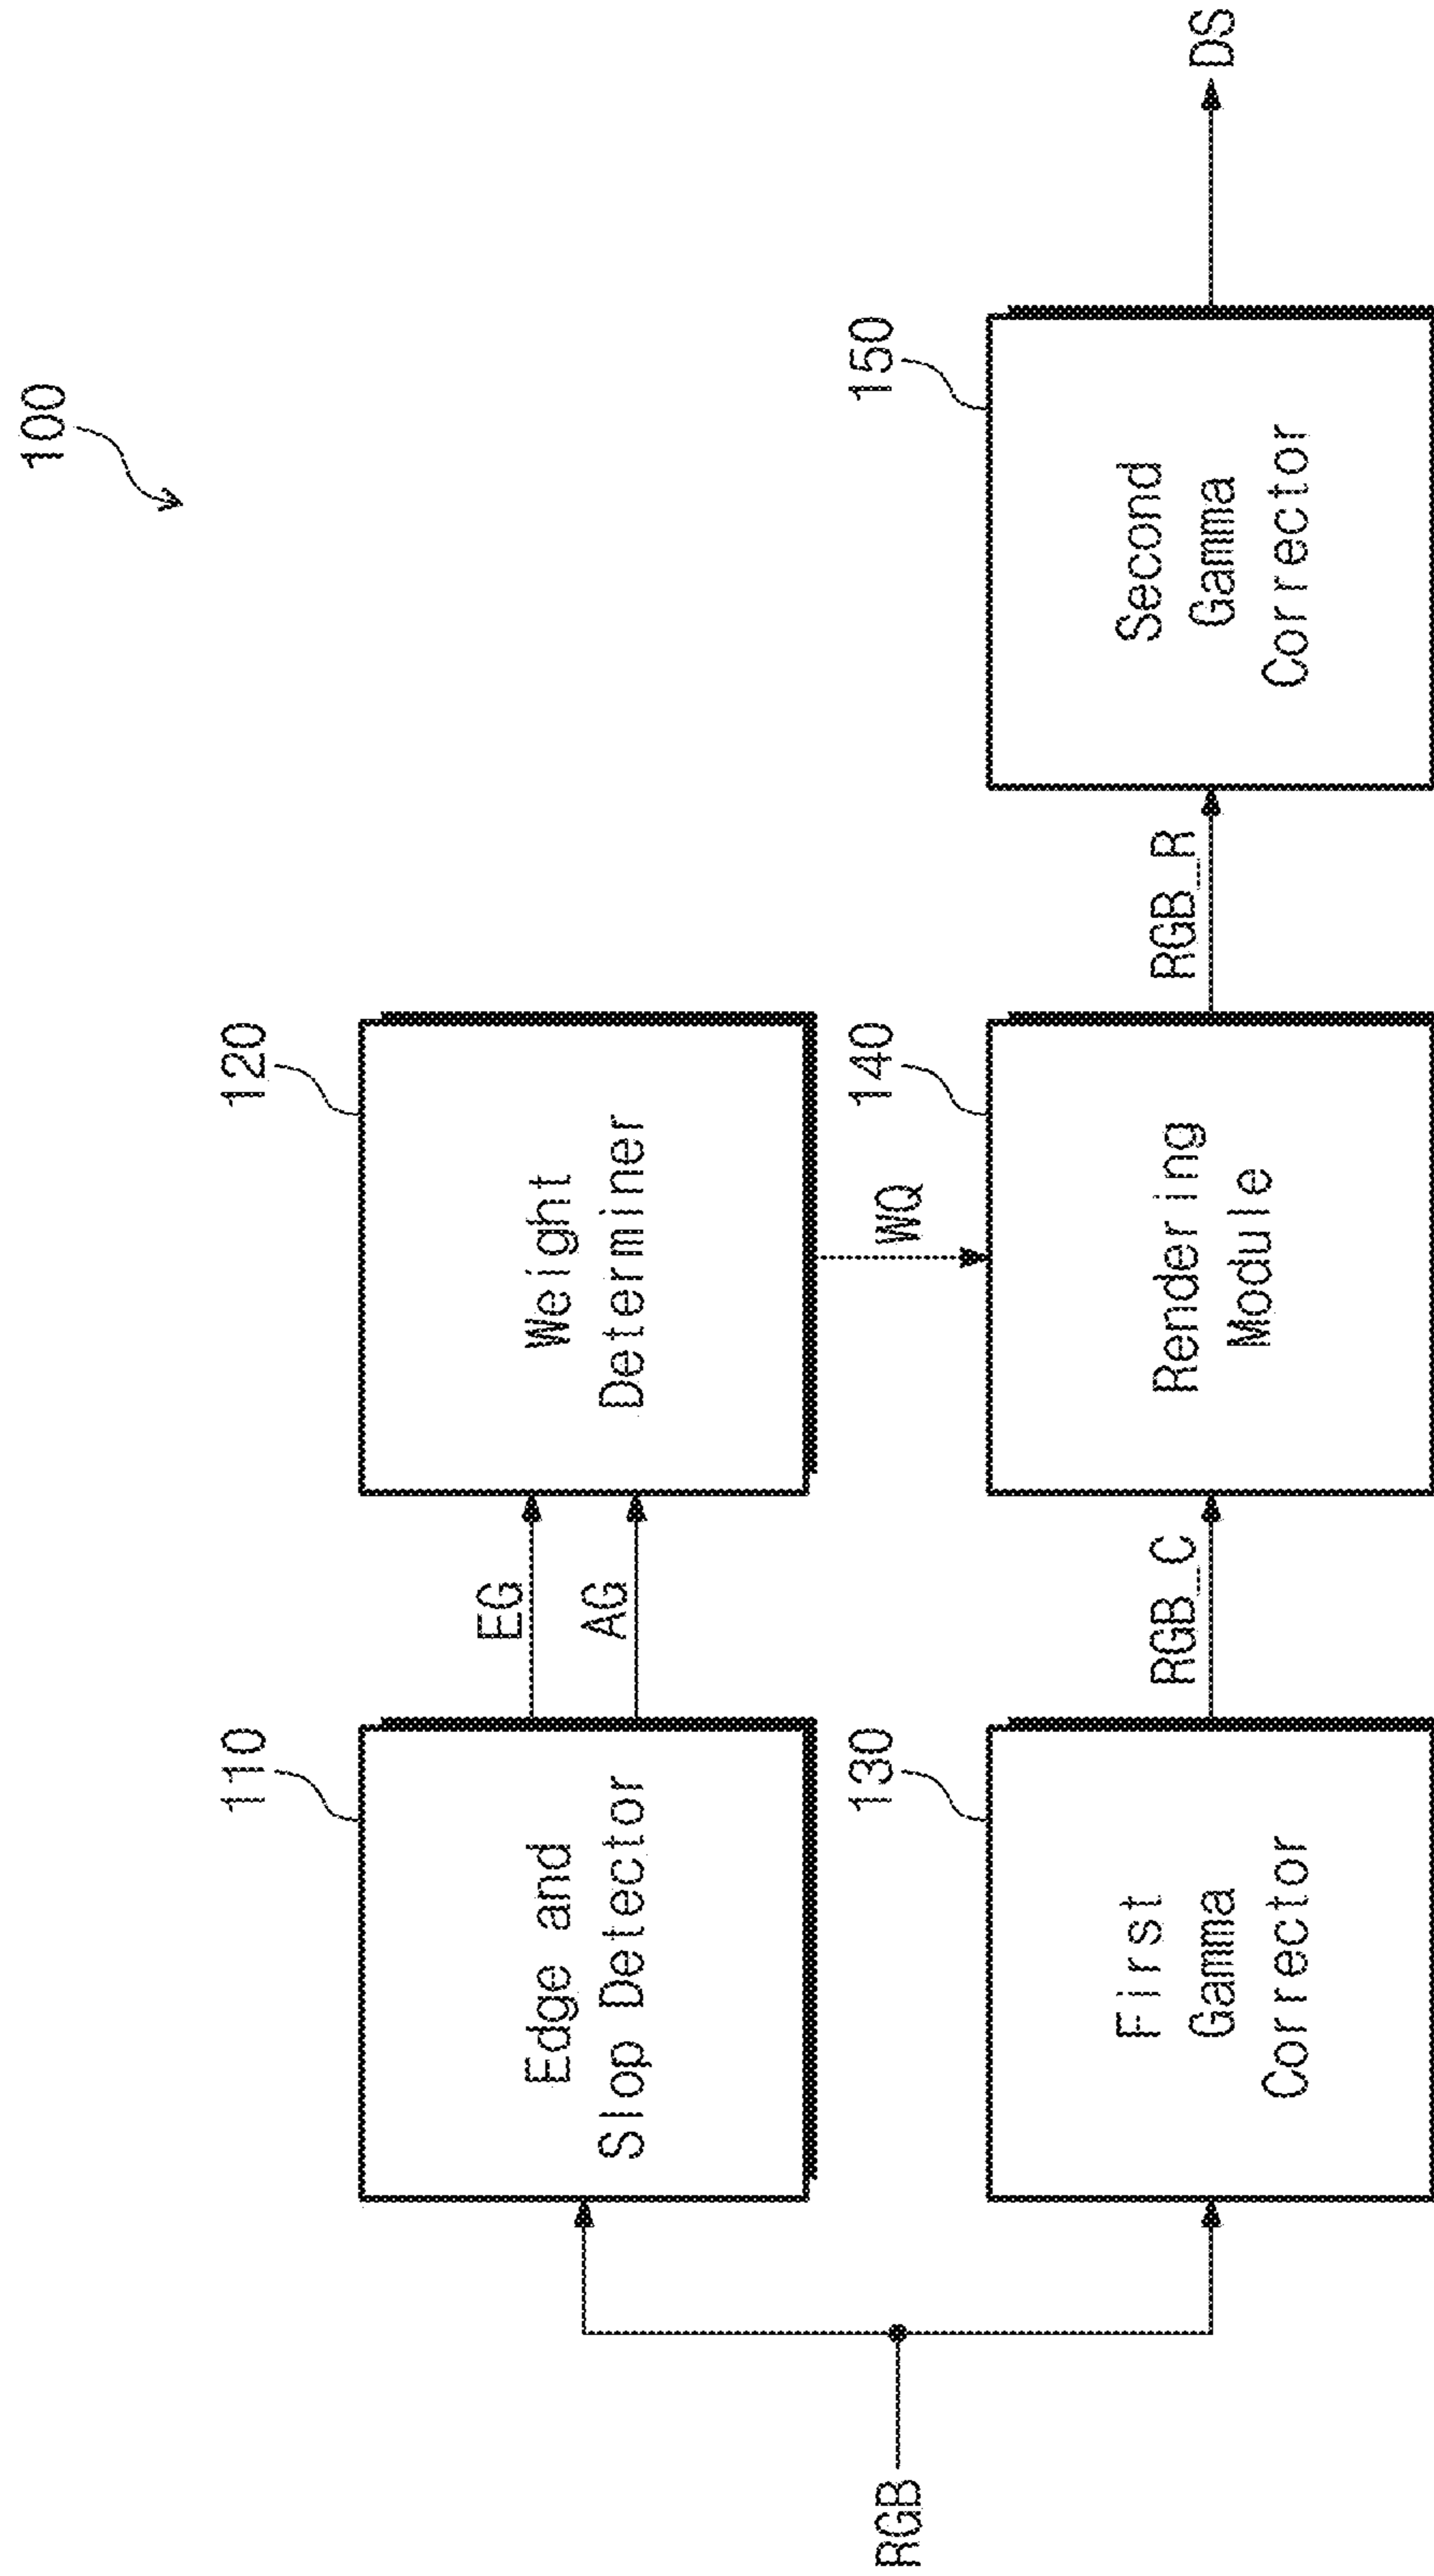 100
110
Edge and
Slop Detector
EG
AG
120
Weight
Determiner
WQ
RGB
130
First
Gamma
Corrector
RGB_C
140
Rendering
Module
RGB_R
150
Second
Gamma
Corrector
DS